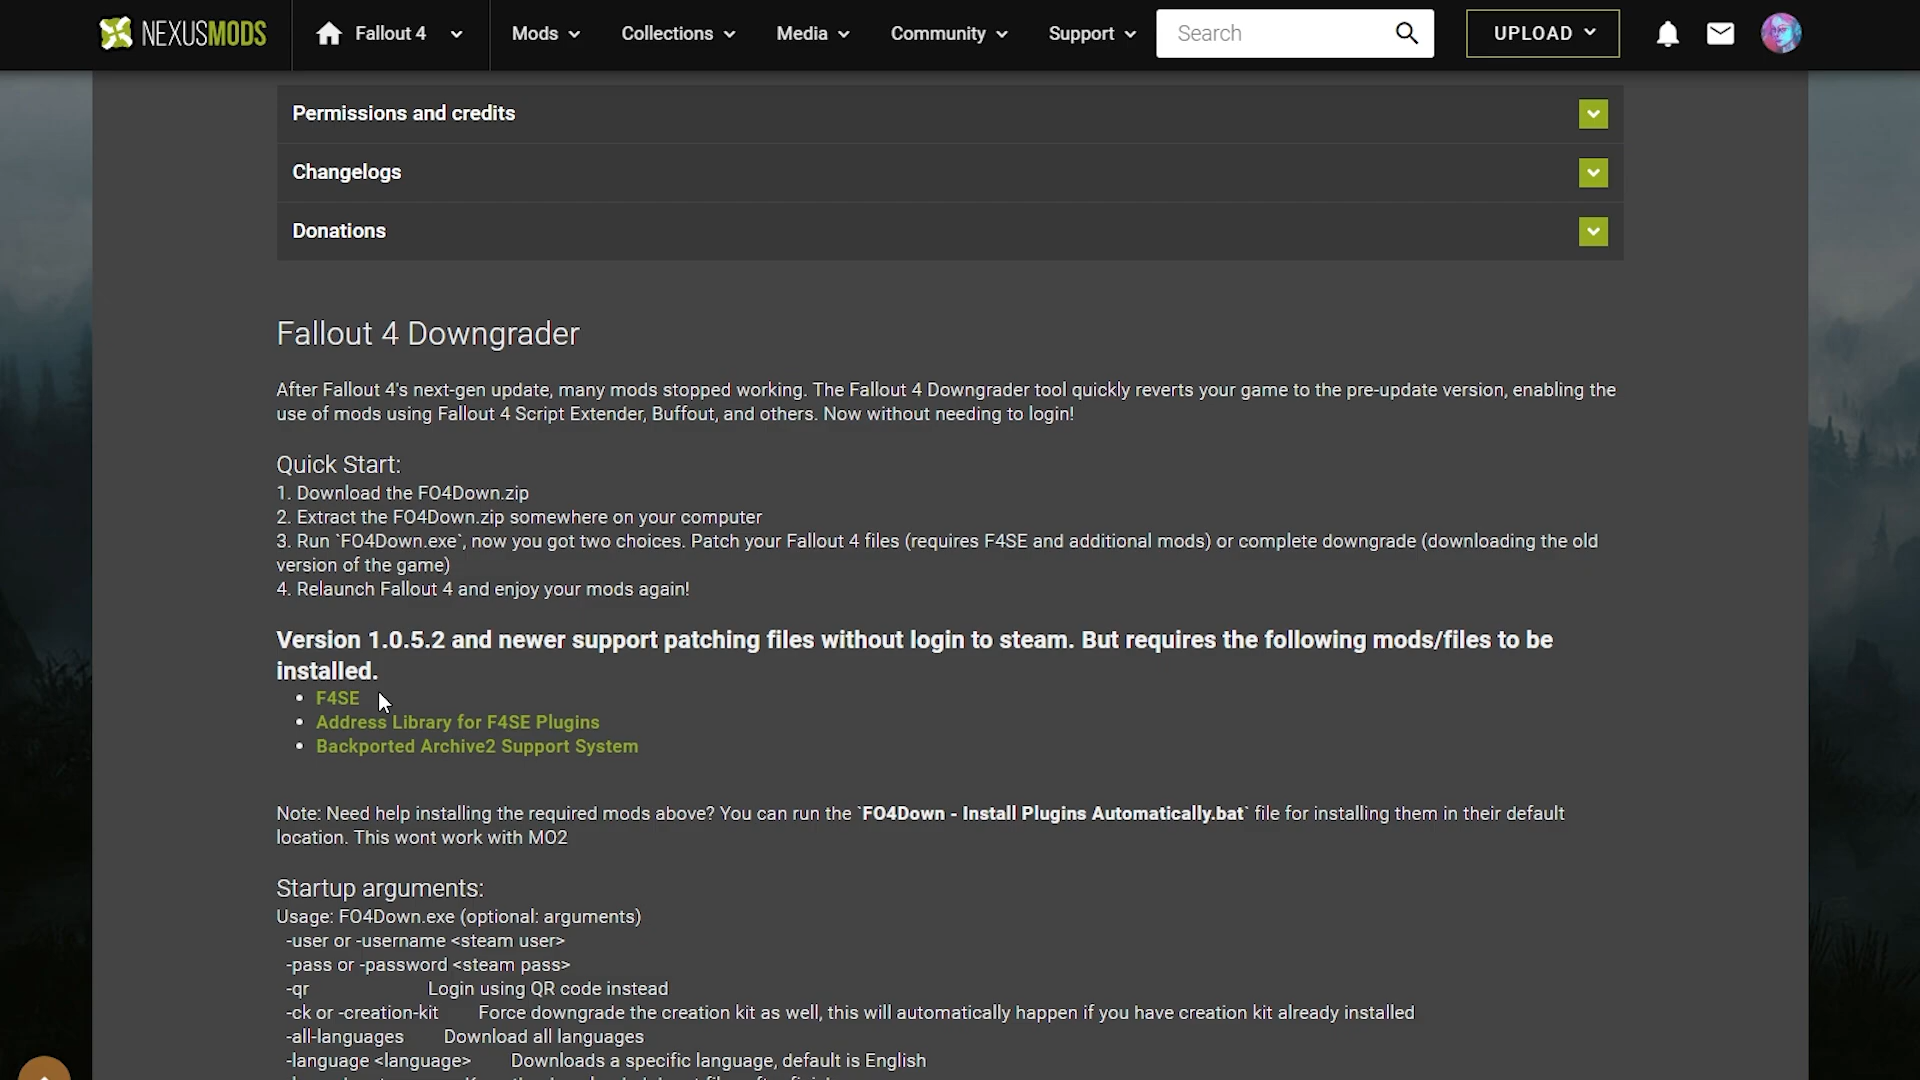 NEXUSMODS
Fallout 4
Mods
Collections
Media
Community
Support
Search
UPLOAD
Permissions and credits
Changelogs
Donations
Fallout 4 Downgrader
After Fallout 4's next-gen update, many mods stopped working. The Fallout 4 Downgrader tool quickly reverts your game to the pre-update version, enabling the
use of mods using Fallout 4 Script Extender, Buffout, and others. Now without needing to login!
Quick Start:
1. Download the FO4Down.zip
2. Extract the FO4Down.zip somewhere on your computer
3. Run `FO4Down.exe`, now you got two choices. Patch your Fallout 4 files (requires F4SE and additional mods) or complete downgrade (downloading the old
version of the game)
4. Relaunch Fallout 4 and enjoy your mods again!
Version 1.0.5.2 and newer support patching files without login to steam. But requires the following mods/files to be
installed.
• F4SE
• Address Library for F4SE Plugins
• Backported Archive2 Support System
Note: Need help installing the required mods above? You can run the `FO4Down - Install Plugins Automatically.bat` file for installing them in their default
location. This wont work with MO2
Startup arguments:
Usage: FO4Down.exe (optional: arguments)
-user or -username <steam user>
-pass or -password <steam pass>
-qr Login using QR code instead
-ck or -creation-kit Force downgrade the creation kit as well, this will automatically happen if you have creation kit already installed
-all-languages Download all languages
-language <language> Downloads a specific language, default is English